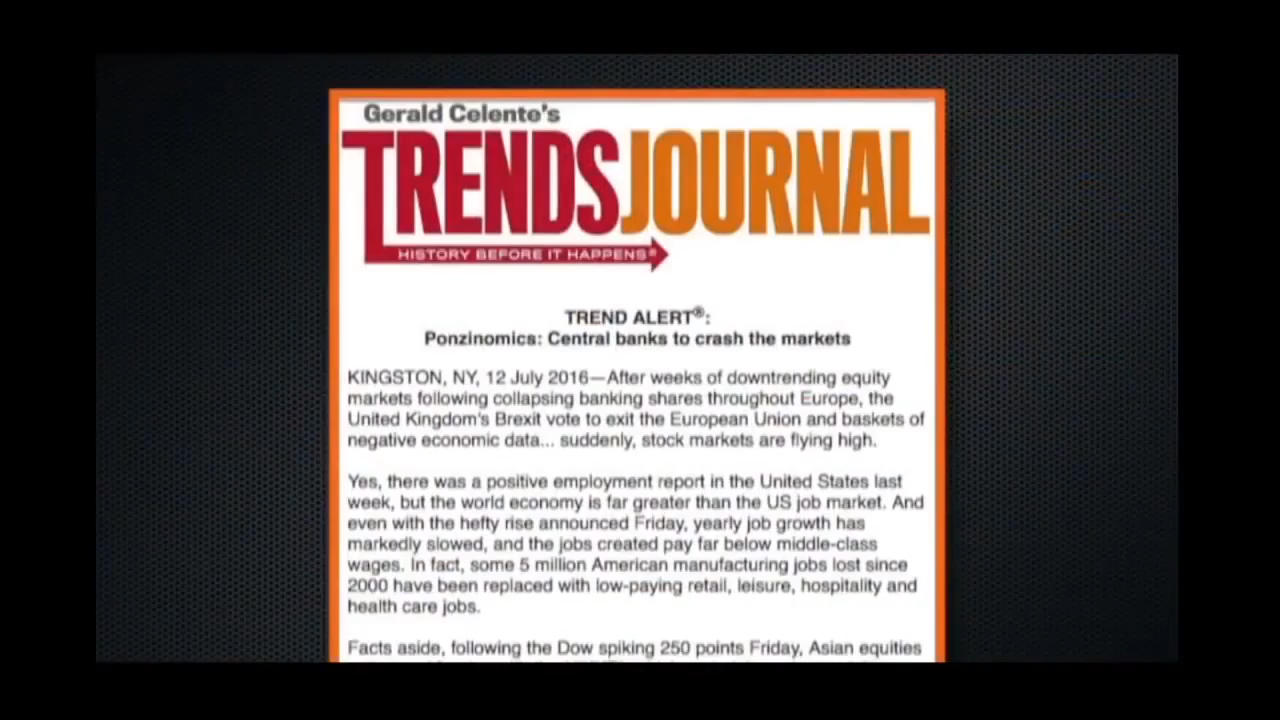 Gerald Celente's
TRENDSJOURNAL
HISTORY BEFORE IT HAPPENS®
TREND ALERT®:
Ponzinomics: Central banks to crash the markets
KINGSTON, NY, 12 July 2016—After weeks of downtrending equity
markets following collapsing banking shares throughout Europe, the
United Kingdom's Brexit vote to exit the European Union and baskets of
negative economic data... suddenly, stock markets are flying high.
Yes, there was a positive employment report in the United States last
week, but the world economy is far greater than the US job market. And
even with the hefty rise announced Friday, yearly job growth has
markedly slowed, and the jobs created pay far below middle-class
wages. In fact, some 5 million American manufacturing jobs lost since
2000 have been replaced with low-paying retail, leisure, hospitality and
health care jobs.
Facts aside, following the Dow spiking 250 points Friday, Asian equities